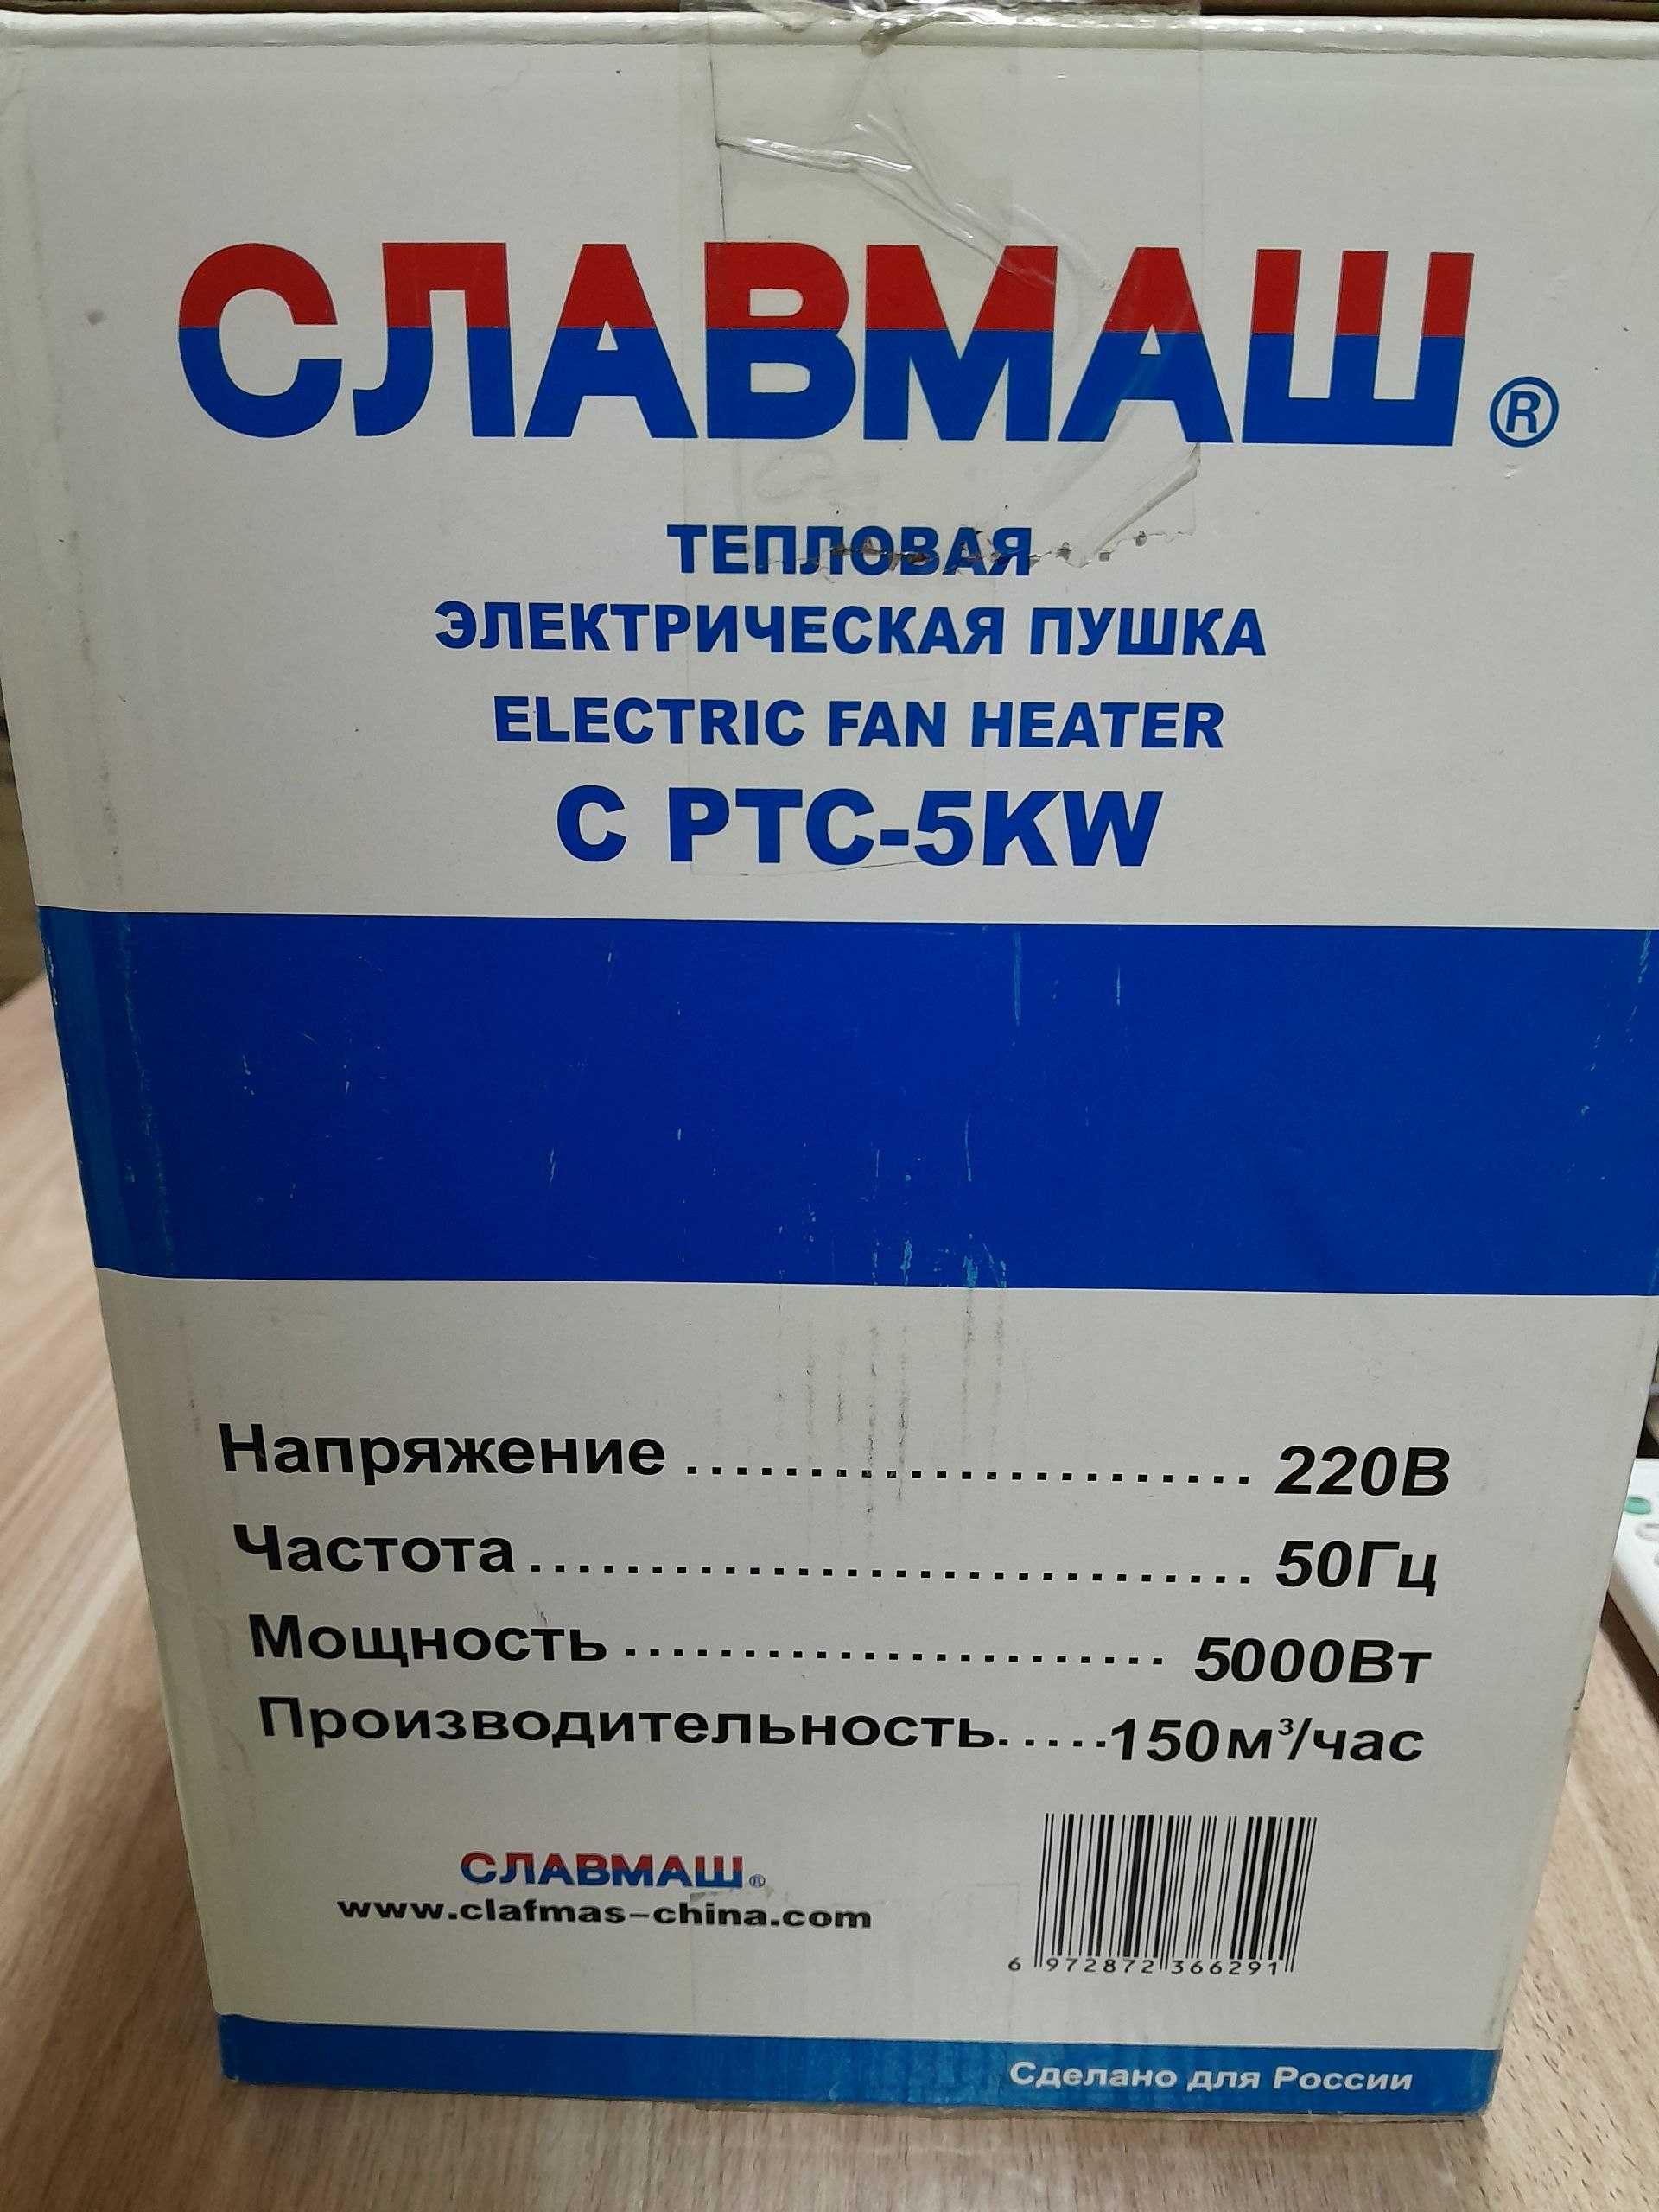 СЛАВМАШ®
ТЕПЛОВАЯ
ЭЛЕКТРИЧЕСКАЯ ПУШКА
ELECTRIC FAN HEATER
С PTC-5KW
Напряжение ........................ 220В
Частота.............................. 50Гц
Мощность ....................... 5000Вт
Производительность.....150м³/час
СЛАВМАШ®
www.clafmas-china.com
6 972872 366291
Сделано для России